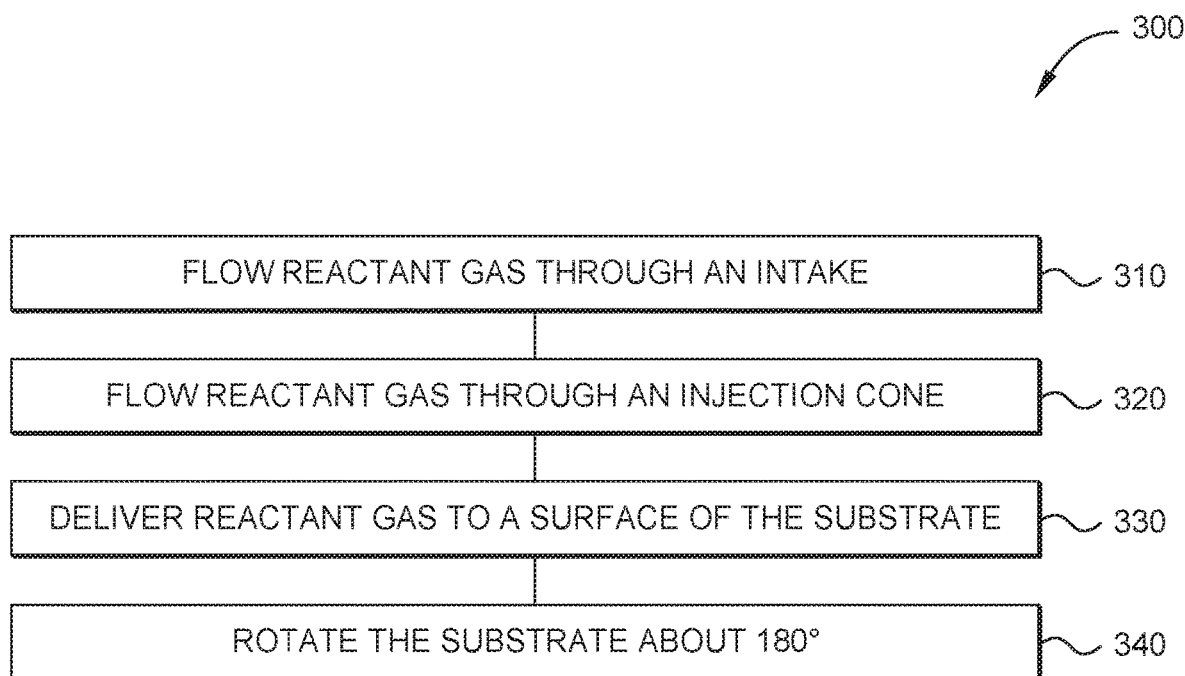 300
FLOW REACTANT GAS THROUGH AN INTAKE
310
FLOW REACTANT GAS THROUGH AN INJECTION CONE
320
DELIVER REACTANT GAS TO A SURFACE OF THE SUBSTRATE
330
ROTATE THE SUBSTRATE ABOUT 180°
340